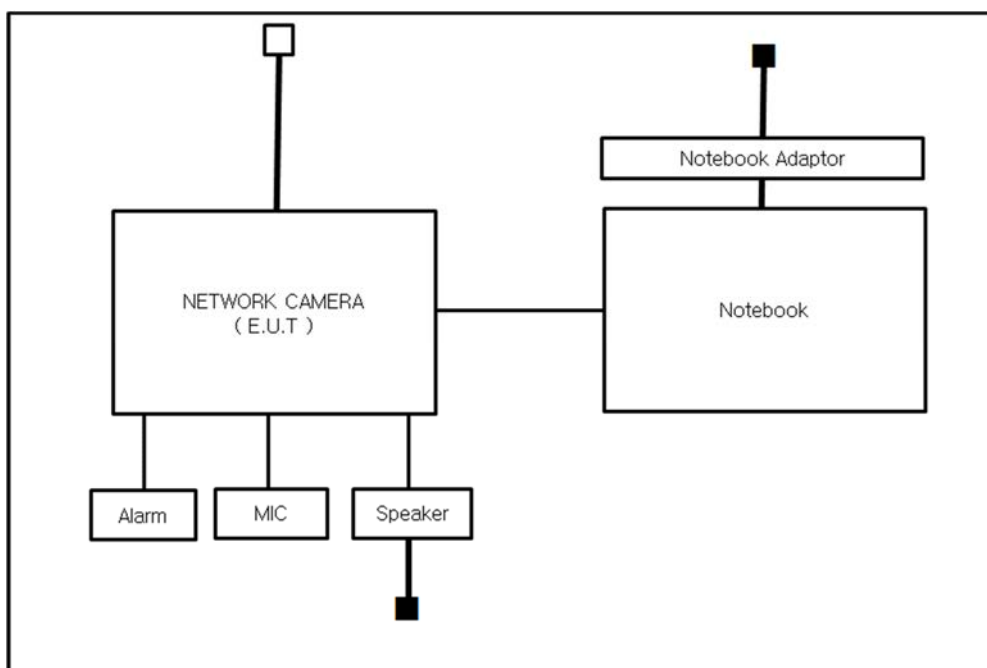 Notebook Adaptor
NETWORK CAMERA
( E.U.T )
Notebook
Alarm
MIC
Speaker